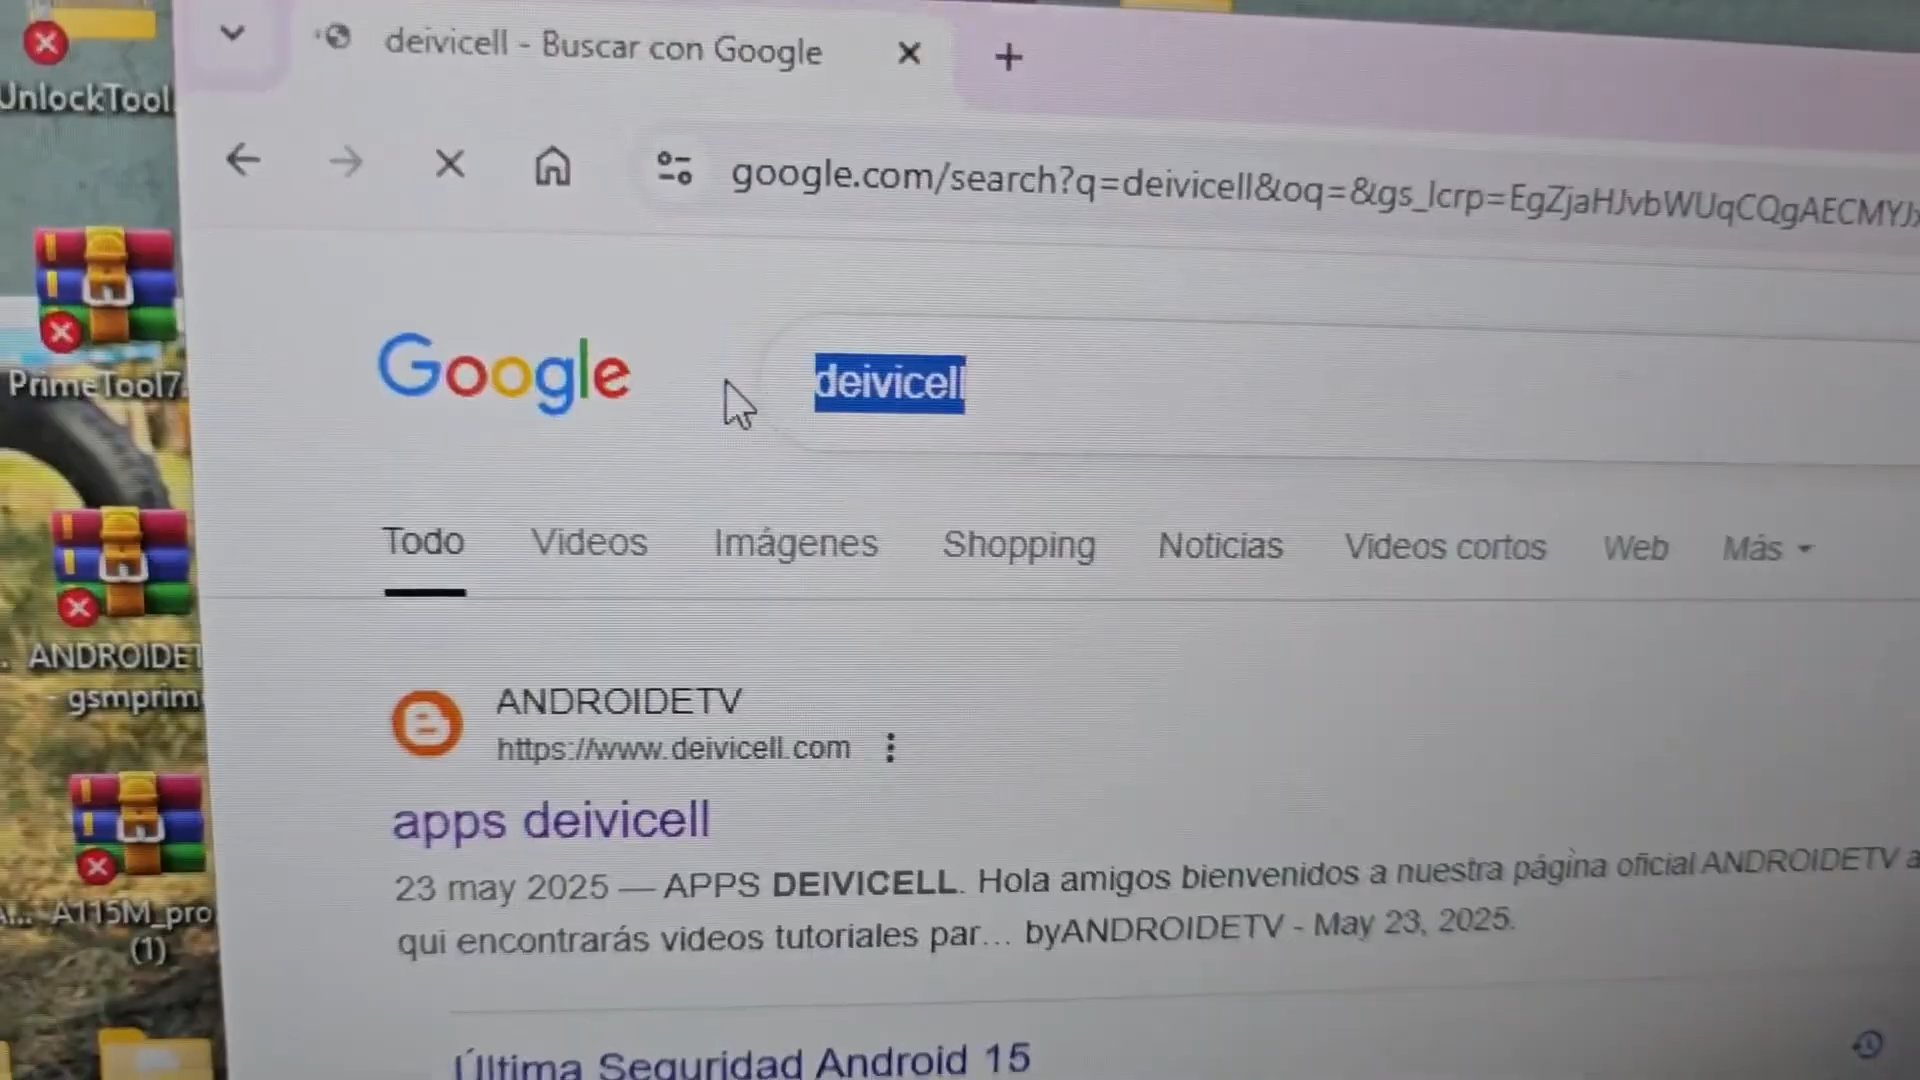 deivicell - Buscar con Google
UnlockTool
google.com/search?q=deivicell&oq=&gs_lcrp=EgZjaHJvbWUqCQgAECMYJx
Google
deivicell
PrimeTool7
Todo
Videos
Imágenes
Shopping
Noticias
Videos cortos
Web
Más
ANDROIDET
- gsmprim
ANDROIDETV
https://www.deivicell.com
apps deivicell
23 may 2025 — APPS DEIVICELL. Hola amigos bienvenidos a nuestra página oficial ANDROIDETV a
qui encontrarás videos tutoriales par... byANDROIDETV - May 23, 2025.
A115M_pro
(1)
Última Seguridad Android 15